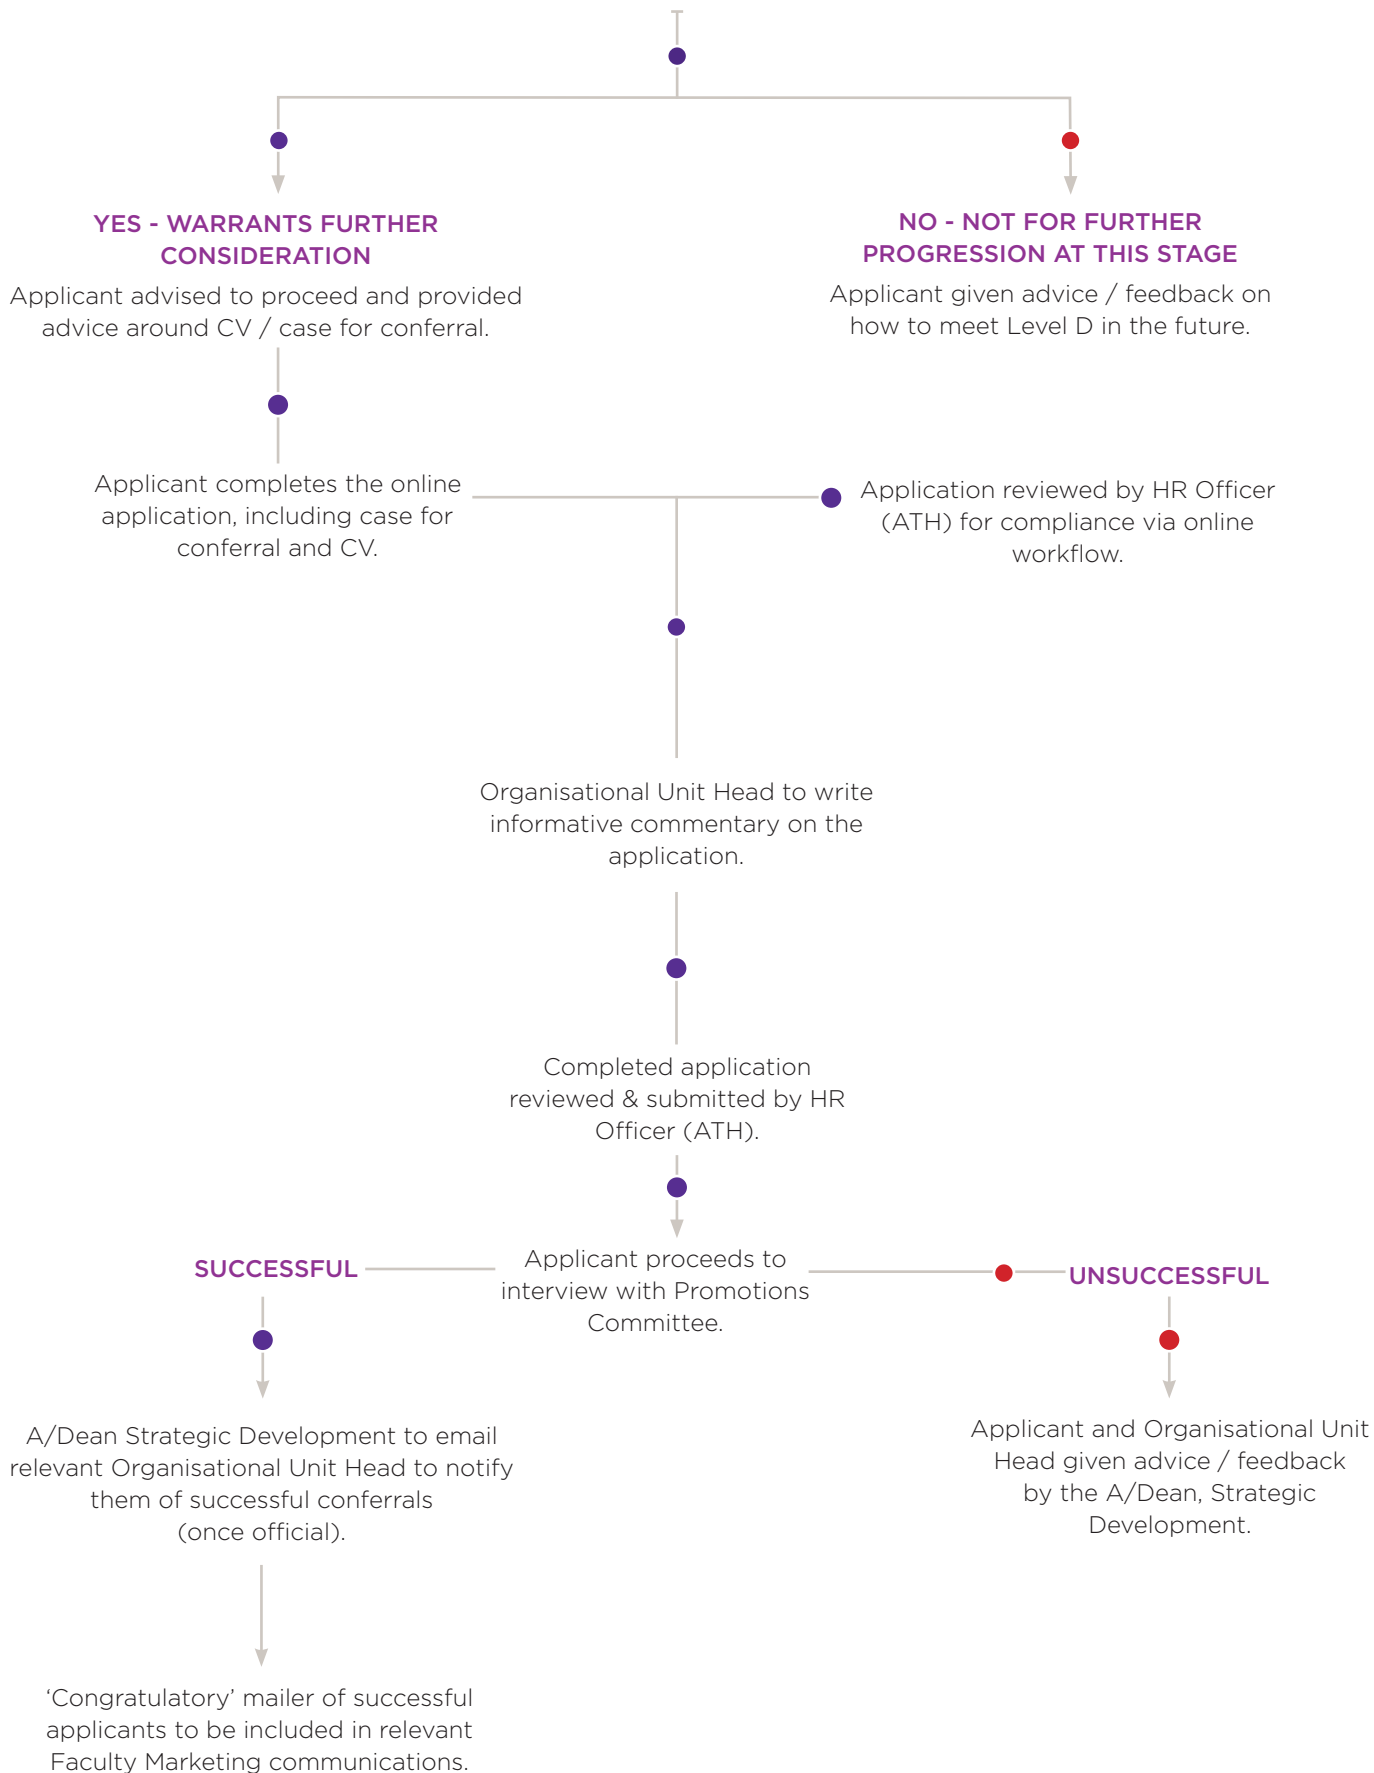 YES - WARRANTS FURTHER
CONSIDERATION
Applicant advised to proceed and provided
advice around CV / case for conferral.
NO - NOT FOR FURTHER
PROGRESSION AT THIS STAGE
Applicant given advice / feedback on
how to meet Level D in the future.
Applicant completes the online
application, including case for
conferral and CV.
Application reviewed by HR Officer
(ATH) for compliance via online
workflow.
Organisational Unit Head to write
informative commentary on the
application.
Completed application
reviewed & submitted by HR
Officer (ATH).
Applicant proceeds to
interview with Promotions
Committee.
SUCCESSFUL
UNSUCCESSFUL
A/Dean Strategic Development to email
relevant Organisational Unit Head to notify
them of successful conferrals
(once official).
Applicant and Organisational Unit
Head given advice / feedback
by the A/Dean, Strategic
Development.
‘Congratulatory’ mailer of successful
applicants to be included in relevant
Faculty Marketing communications.